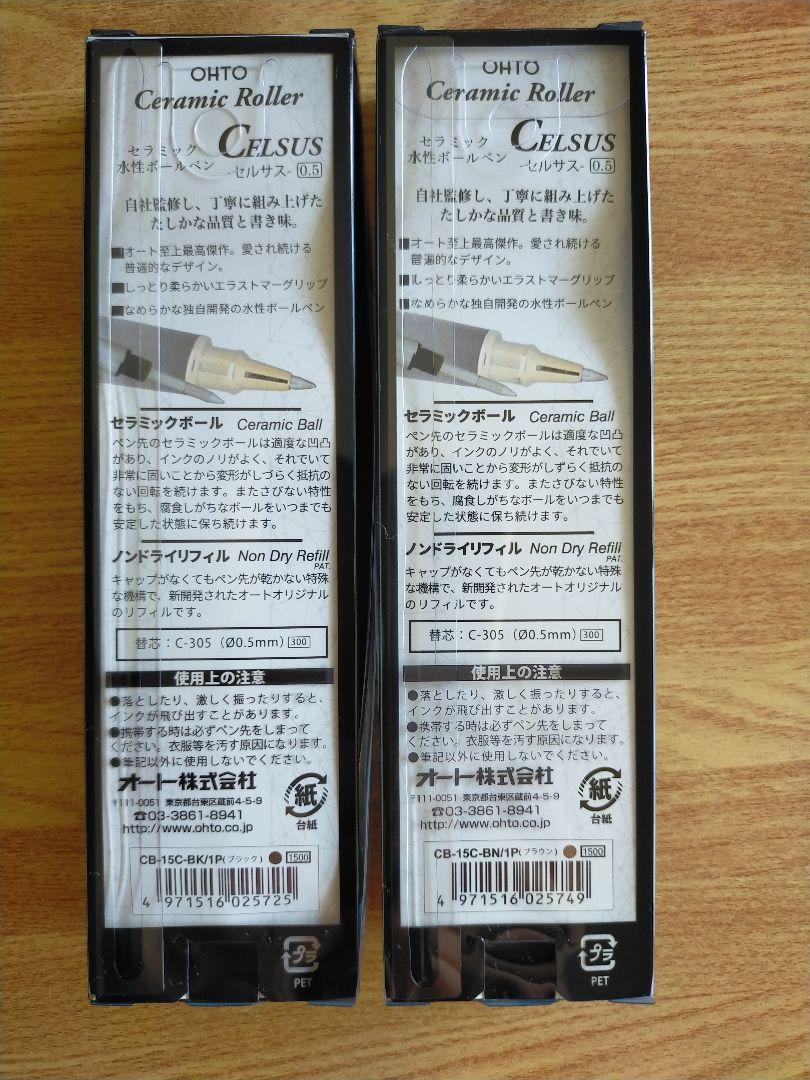 OHTO
Ceramic Roller
セラミック
水性ボールペン
CELSUS
-セルサス- 0.5
自社監修し、丁寧に組み上げた
たしかな品質と書き味。
■オート至上最高傑作。愛され続ける
普遍的なデザイン。
■しっとり柔らかいエラストマーグリップ
■なめらかな独自開発の水性ボールペン
セラミックボール Ceramic Ball
ペン先のセラミックボールは適度な凹凸
があり、インクのノリがよく、それでいて
非常に固いことから変形がしづらく抵抗の
ない回転を続けます。またさびない特性
をもち、腐食しがちなボールをいつまでも
安定した状態に保ち続けます。
ノンドライリフィル Non Dry Refill
PAT.
キャップがなくてもペン先が乾かない特殊
な機構で、新開発されたオートオリジナル
のリフィルです。
替芯：C-305（Ø0.5mm）300
使用上の注意
●落としたり、激しく振ったりすると、
インクが飛び出すことがあります。
●携帯する時は必ずペン先をしまって
ください。衣服等を汚す原因になります。
●筆記以外に使用しないでください。
オート株式会社
〒111-0051 東京都台東区蔵前4-5-9
☎03-3861-8941
http://www.ohto.co.jp
紙
台紙
CB-15C-BK/1P(ブラック) 1500
4 971516 025725
プラ
PET
OHTO
Ceramic Roller
セラミック
水性ボールペン
CELSUS
-セルサス- 0.5
自社監修し、丁寧に組み上げた
たしかな品質と書き味。
■オート至上最高傑作。愛され続ける
普遍的なデザイン。
■しっとり柔らかいエラストマーグリップ
■なめらかな独自開発の水性ボールペン
セラミックボール Ceramic Ball
ペン先のセラミックボールは適度な凹凸
があり、インクのノリがよく、それでいて
非常に固いことから変形がしずらく抵抗の
ない回転を続けます。またさびない特性
をもち、腐食しがちなボールをいつまでも
安定した状態に保ち続けます。
ノンドライリフィル Non Dry Refill
PAT.
キャップがなくてもペン先が乾かない特殊
な機構で、新開発されたオートオリジナル
のリフィルです。
替芯：C-305（Ø0.5mm）300
使用上の注意
●落としたり、激しく振ったりすると、
インクが飛び出すことがあります。
●携帯する時は必ずペン先をしまって
ください。衣服等を汚す原因になります。
●筆記以外に使用しないでください。
オート株式会社
〒111-0051 東京都台東区蔵前4-5-9
☎03-3861-8941
http://www.ohto.co.jp
紙
台紙
CB-15C-BN/1P(ブラウン) 1500
4 971516 025749
プラ
PET